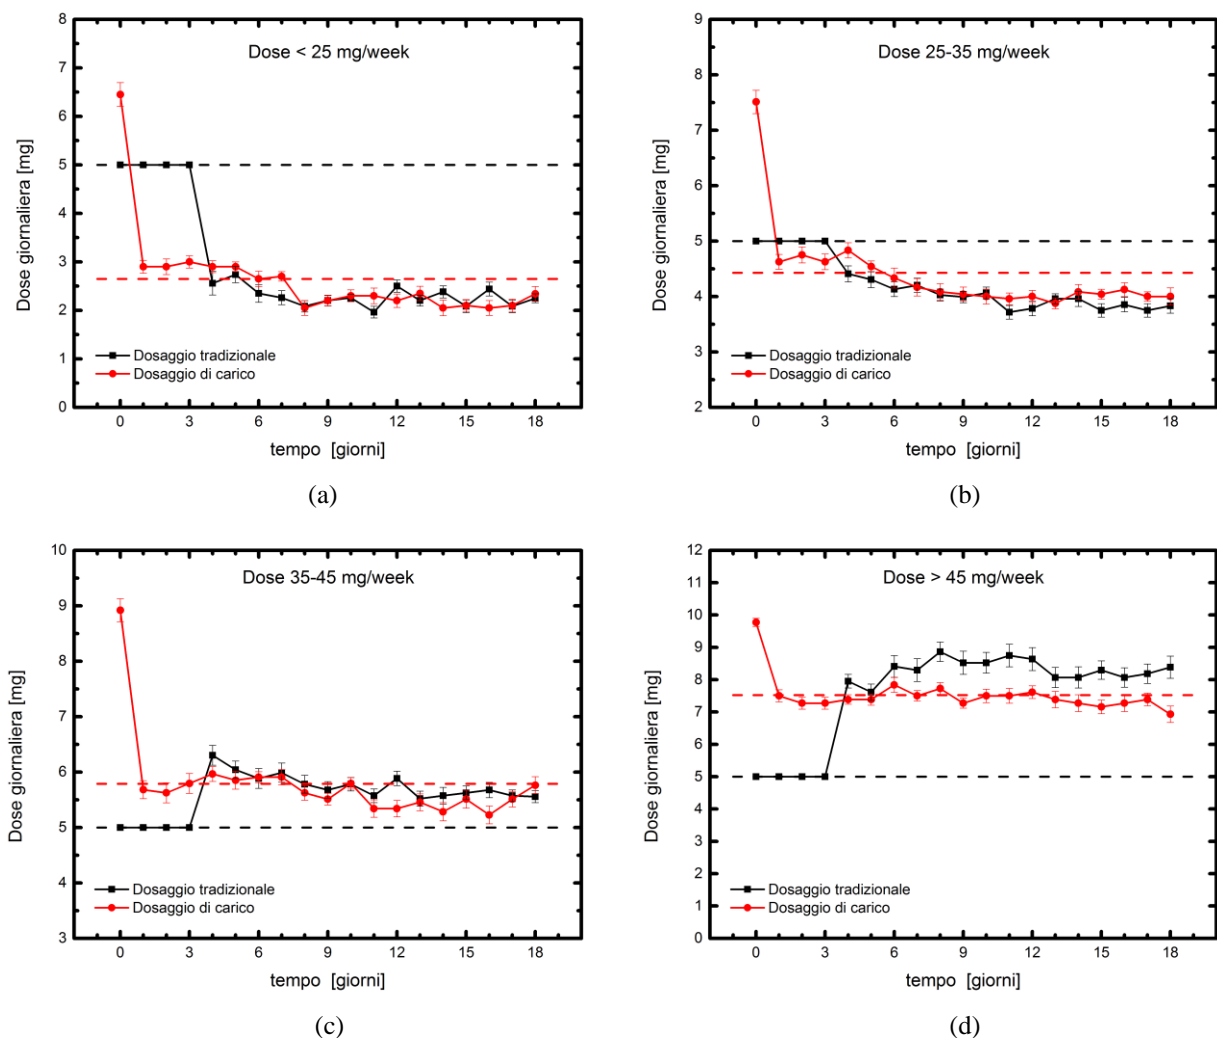 Dose < 25 mg/week
Dose giornaliera [mg]
8
7
6
5
4
3
2
1
0
Dosaggio tradizionale
Dosaggio di carico
0 3 6 9 12 15 18
tempo [giorni]
(a)
Dose 25-35 mg/week
Dose giornaliera [mg]
9
8
7
6
5
4
3
2
Dosaggio tradizionale
Dosaggio di carico
0 3 6 9 12 15 18
tempo [giorni]
(b)
Dose 35-45 mg/week
Dose giornaliera [mg]
10
9
8
7
6
5
4
3
Dosaggio tradizionale
Dosaggio di carico
0 3 6 9 12 15 18
tempo [giorni]
(c)
Dose > 45 mg/week
Dose giornaliera [mg]
12
11
10
9
8
7
6
5
4
3
2
1
0
Dosaggio tradizionale
Dosaggio di carico
0 3 6 9 12 15 18
tempo [giorni]
(d)